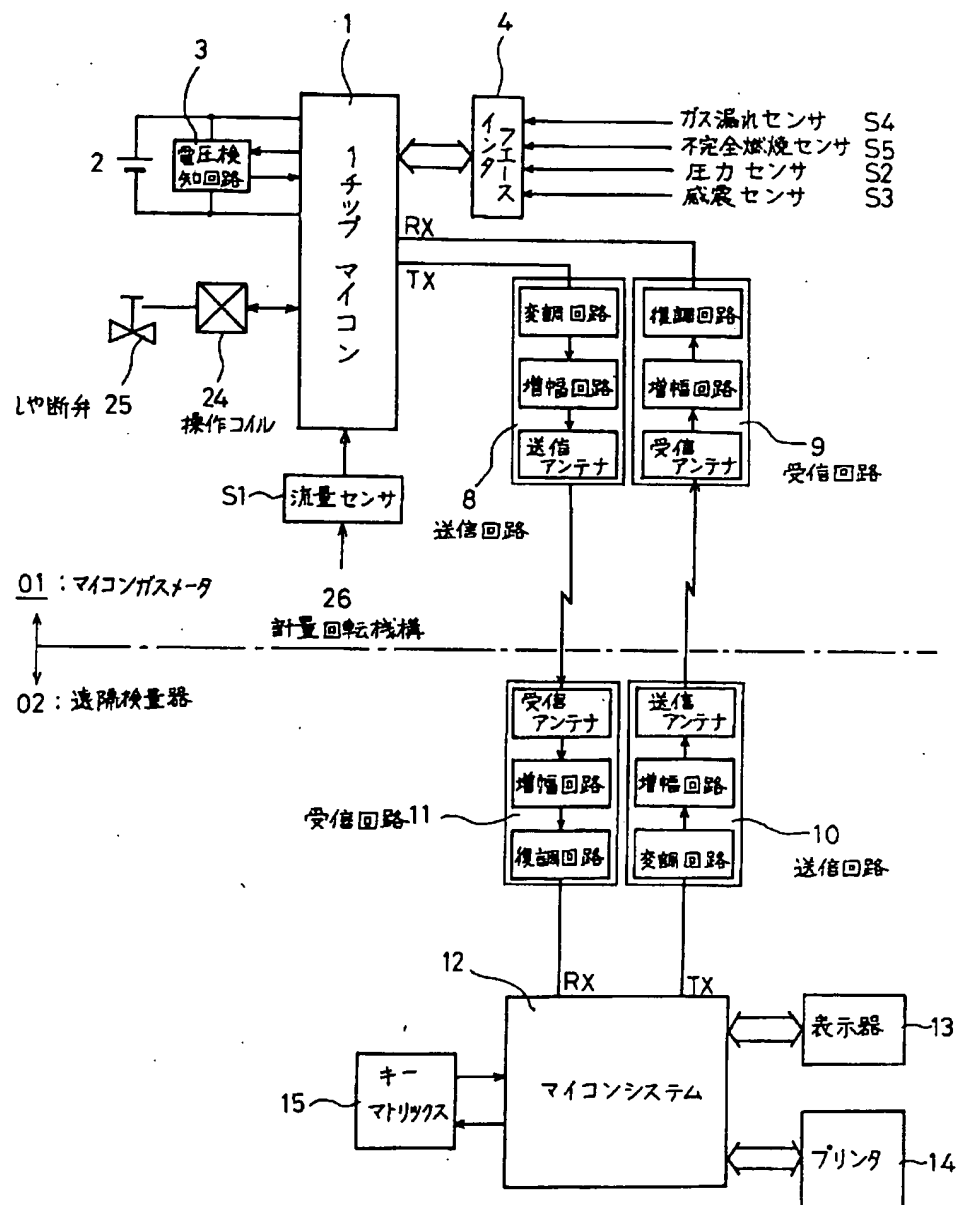 1
4
3
1チップ マイコン
インタ
フエース
ガス漏れセンサ S4
不完全燃焼センサ S5
圧力センサ S2
感震センサ S3
2
電圧検
知回路
RX
TX
変調回路
増幅回路
送信
アンテナ
復調回路
増幅回路
受信
アンテナ
しや断弁 25
24
操作コイル
8
送信回路
9
受信回路
S1
流量センサ
26
計量回転機構
01:マイコンガスメータ
02:遠隔検量器
受信
アンテナ
増幅回路
復調回路
受信回路11
送信
アンテナ
増幅回路
変調回路
10
送信回路
12
RX
TX
マイコンシステム
表示器
13
15
キー
マトリックス
プリンタ
14